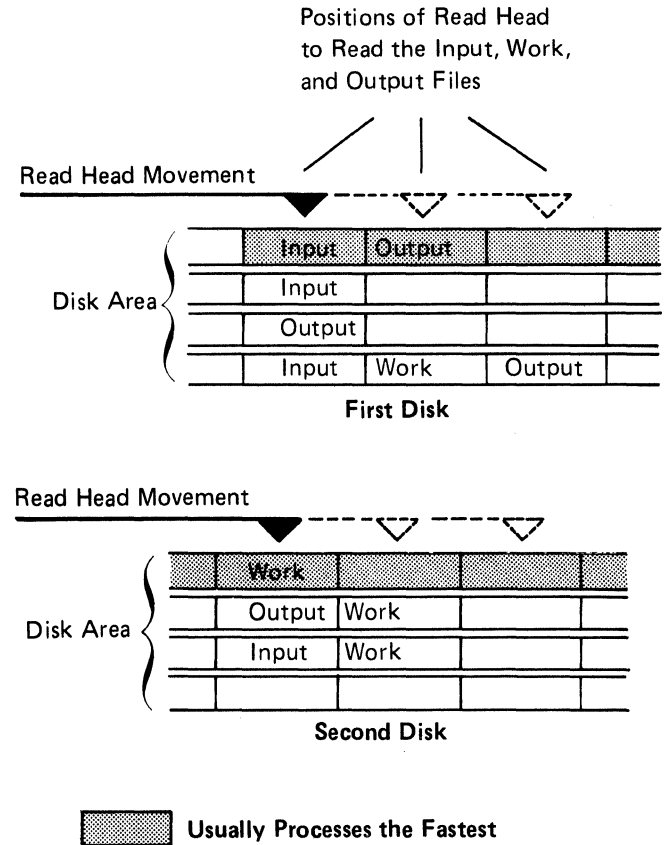 Positions of Read Head
to Read the Input, Work,
and Output Files
Read Head Movement
Input Output
Input
Disk Area
Output
Input Work Output
First Disk
Read Head Movement
Work
Output Work
Disk Area
Input Work
Second Disk
Usually Processes the Fastest